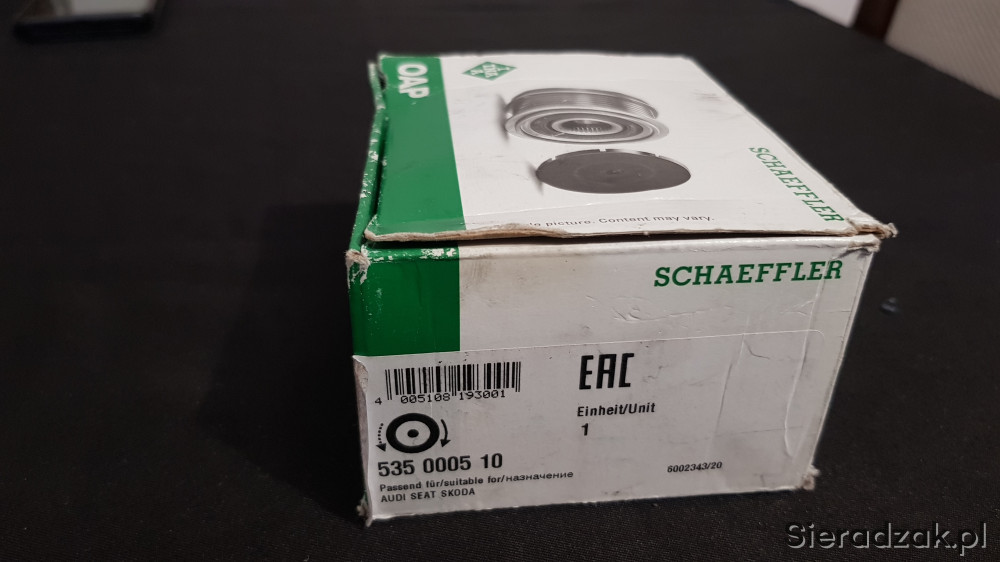 OAP
INA
SCHAEFFLER
picture. Content may vary.
SCHAEFFLER
4 005108 193001
EAC
Einheit/Unit
1
535 0005 10
6002343/20
Passend für/suitable for/назначение
AUDI SEAT SKODA
Sieradzak.pl